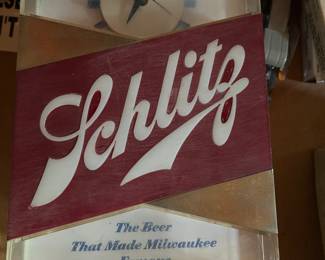 Schlitz
The Beer
That Made Milwaukee